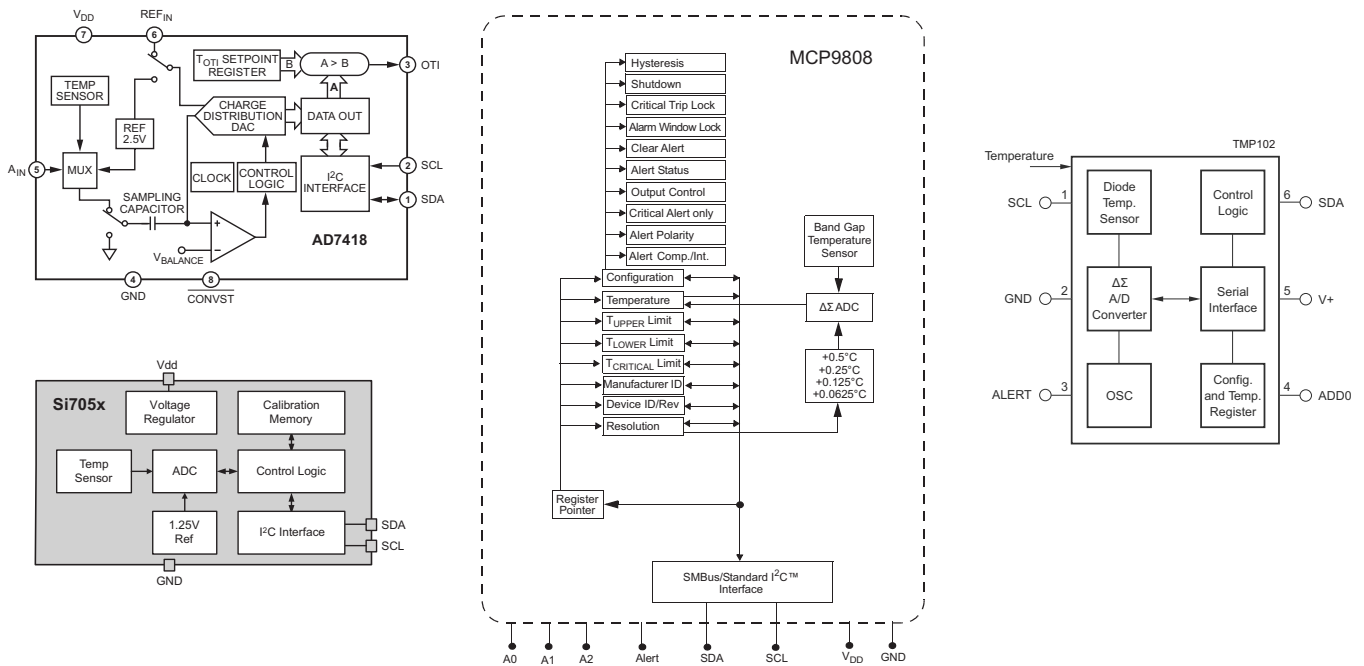 VDD
REFIN
7
6
TOTI SETPOINT
REGISTER
B
A > B
3
OTI
TEMP
SENSOR
A
REF
2.5V
CHARGE
DISTRIBUTION
DAC
DATA OUT
AIN
5
MUX
2
SCL
CLOCK
CONTROL
LOGIC
I2C
INTERFACE
SAMPLING
CAPACITOR
1
SDA
+
−
AD7418
VBALANCE
4
8
GND
CONVST
Vdd
Si705x
Voltage
Regulator
Calibration
Memory
Temp
Sensor
ADC
Control Logic
1.25V
Ref
I2C Interface
SDA
SCL
GND
MCP9808
Hysteresis
Shutdown
Critical Trip Lock
Alarm Window Lock
Clear Alert
Alert Status
Output Control
Critical Alert only
Alert Polarity
Alert Comp./Int.
Configuration
Temperature
TUPPER Limit
TLOWER Limit
TCRITICAL Limit
Manufacturer ID
Device ID/Rev
Resolution
Band Gap
Temperature
Sensor
ΔΣ ADC
+0.5°C
+0.25°C
+0.125°C
+0.0625°C
Register
Pointer
SMBus/Standard I2C™
Interface
A0
A1
A2
Alert
SDA
SCL
VDD
GND
TMP102
Temperature
SCL
1
Diode
Temp.
Sensor
Control
Logic
6
SDA
GND
2
ΔΣ
A/D
Converter
Serial
Interface
5
V+
ALERT
3
OSC
Config.
and Temp.
Register
4
ADD0